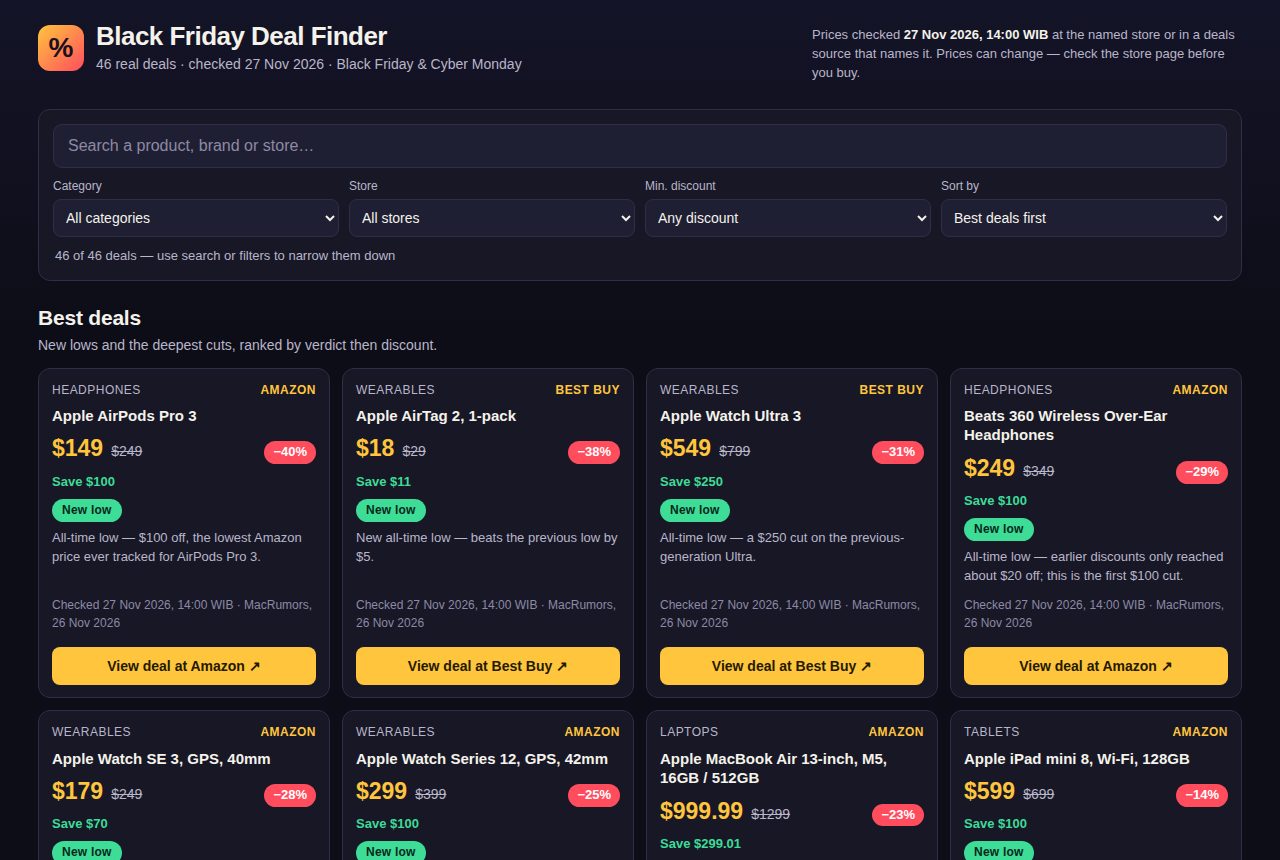 %
Black Friday Deal Finder
46 real deals · checked 27 Nov 2026 · Black Friday & Cyber Monday
Prices checked 27 Nov 2026, 14:00 WIB at the named store or in a deals
source that names it. Prices can change — check the store page before
you buy.
Search a product, brand or store…
Category
Store
Min. discount
Sort by
All categories
All stores
Any discount
Best deals first
46 of 46 deals — use search or filters to narrow them down
Best deals
New lows and the deepest cuts, ranked by verdict then discount.
HEADPHONES AMAZON
Apple AirPods Pro 3
$149 $249 −40%
Save $100
New low
All-time low — $100 off, the lowest Amazon
price ever tracked for AirPods Pro 3.
Checked 27 Nov 2026, 14:00 WIB · MacRumors,
26 Nov 2026
View deal at Amazon ↗
WEARABLES BEST BUY
Apple AirTag 2, 1-pack
$18 $29 −38%
Save $11
New low
New all-time low — beats the previous low by
$5.
Checked 27 Nov 2026, 14:00 WIB · MacRumors,
26 Nov 2026
View deal at Best Buy ↗
WEARABLES BEST BUY
Apple Watch Ultra 3
$549 $799 −31%
Save $250
New low
All-time low — a $250 cut on the previous-
generation Ultra.
Checked 27 Nov 2026, 14:00 WIB · MacRumors,
26 Nov 2026
View deal at Best Buy ↗
HEADPHONES AMAZON
Beats 360 Wireless Over-Ear
Headphones
$249 $349 −29%
Save $100
New low
All-time low — earlier discounts only reached
about $20 off; this is the first $100 cut.
Checked 27 Nov 2026, 14:00 WIB · MacRumors,
26 Nov 2026
View deal at Amazon ↗
WEARABLES AMAZON
Apple Watch SE 3, GPS, 40mm
$179 $249 −28%
Save $70
New low
WEARABLES AMAZON
Apple Watch Series 12, GPS, 42mm
$299 $399 −25%
Save $100
New low
LAPTOPS AMAZON
Apple MacBook Air 13-inch, M5,
16GB / 512GB
$999.99 $1299 −23%
Save $299.01
TABLETS AMAZON
Apple iPad mini 8, Wi-Fi, 128GB
$599 $699 −14%
Save $100
New low